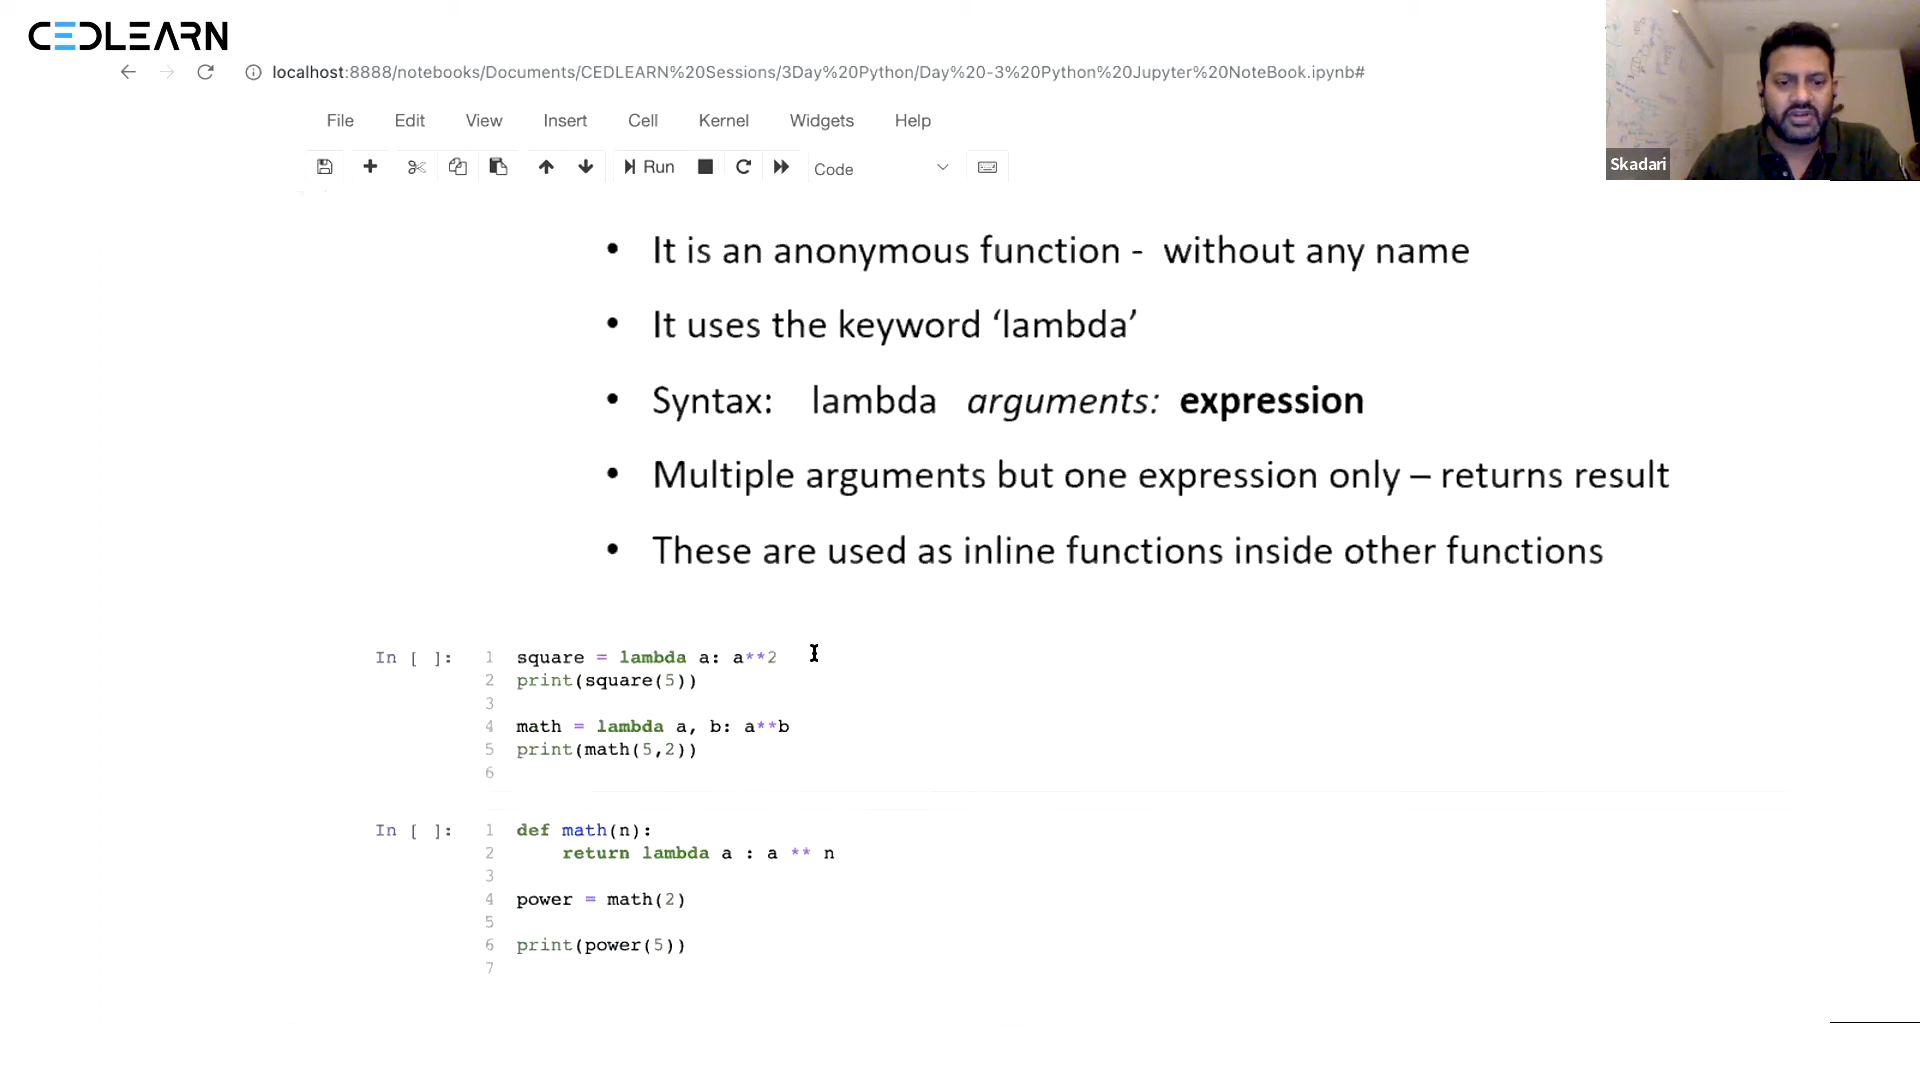 CEDLEARN
localhost:8888/notebooks/Documents/CEDLEARN%20Sessions/3Day%20Python/Day%20-3%20Python%20Jupyter%20NoteBook.ipynb#
File Edit View Insert Cell Kernel Widgets Help
Run Code
Skadari
• It is an anonymous function - without any name
• It uses the keyword ‘lambda’
• Syntax: lambda arguments: expression
• Multiple arguments but one expression only – returns result
• These are used as inline functions inside other functions
In [ ]: 1 square = lambda a: a**2
2 print(square(5))
3
4 math = lambda a, b: a**b
5 print(math(5,2))
6
In [ ]: 1 def math(n):
2 return lambda a : a ** n
3
4 power = math(2)
5
6 print(power(5))
7